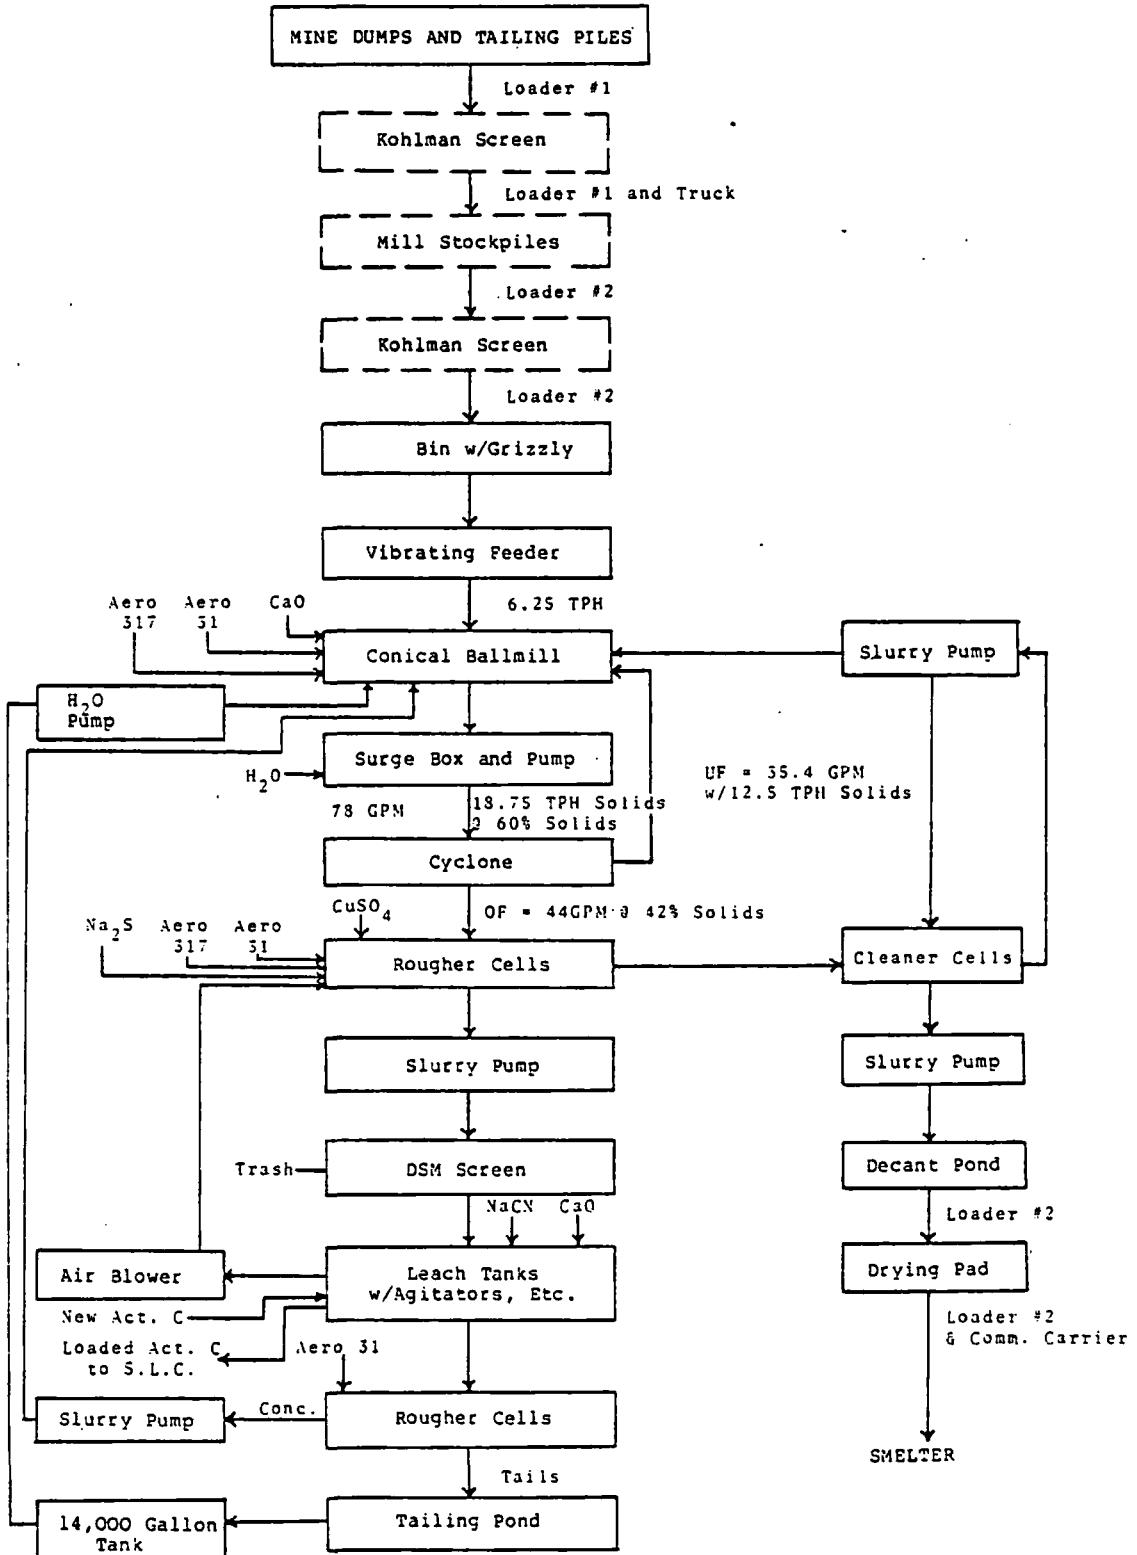 MINE DUMPS AND TAILING PILES
Loader #1
Kohlman Screen
Loader #1 and Truck
Mill Stockpiles
Loader #2
Kohlman Screen
Loader #2
Bin w/Grizzly
Vibrating Feeder
6.25 TPH
Aero
317
Aero
31
CaO
Conical Ballmill
Slurry Pump
H2O
Pump
Surge Box and Pump
H2O
78 GPM
18.75 TPH Solids
@ 60% Solids
UF = 35.4 GPM
w/12.5 TPH Solids
Cyclone
CuSO4
OF = 44GPM @ 42% Solids
Na2S
Aero
317
Aero
31
Rougher Cells
Cleaner Cells
Slurry Pump
Slurry Pump
Trash
DSM Screen
Decant Pond
NaCN
CaO
Loader #2
Air Blower
Leach Tanks
w/Agitators, Etc.
Drying Pad
New Act. C
Loaded Act. C
to S.L.C.
Aero 31
Loader #2
& Comm. Carrier
Slurry Pump
Conc.
Rougher Cells
SMELTER
Tails
14,000 Gallon
Tank
Tailing Pond